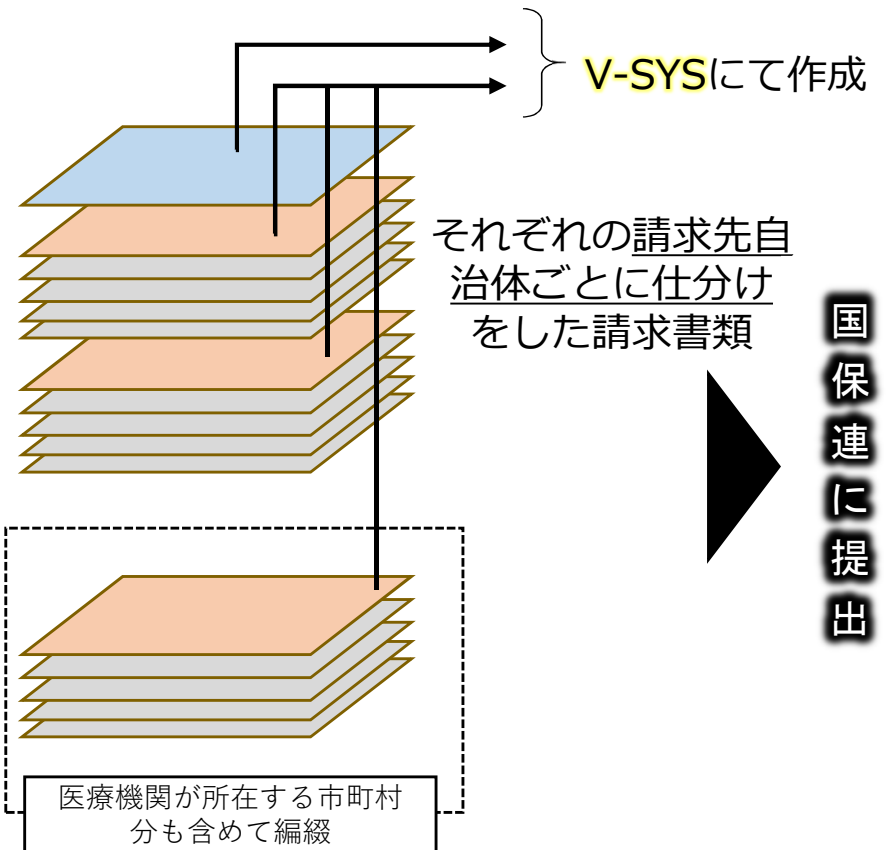 V-SYSにて作成
それぞれの請求先自
治体ごとに仕分け
をした請求書類
国保連に提出
医療機関が所在する市町村
分も含めて編綴